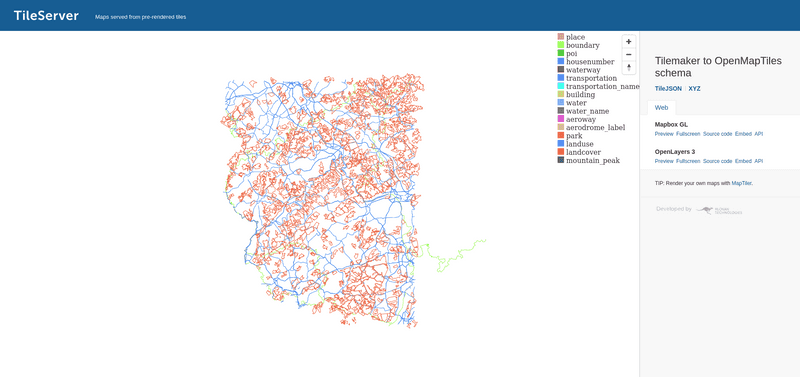 TileServer
Maps served from pre-rendered tiles
place
boundary
poi
housenumber
waterway
transportation
transportation_name
building
water
water_name
aeroway
aerodrome_label
park
landuse
landcover
mountain_peak
Tilemaker to OpenMapTiles
schema
TileJSON XYZ
Web
Mapbox GL
Preview Fullscreen Source code Embed API
OpenLayers 3
Preview Fullscreen Source code Embed API
TIP: Render your own maps with MapTiler.
Developed by KLOKAN
TECHNOLOGIES